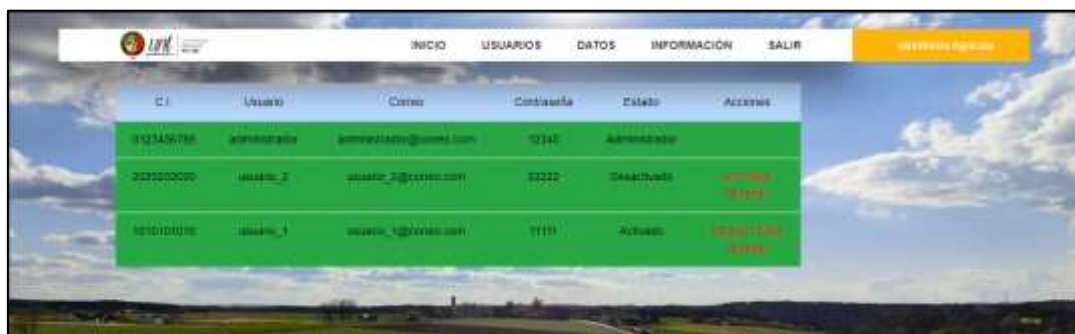 INICIO USUARIOS DATOS INFORMACIÓN SALIR
C.I. Usuario Correo Contraseña Estado Acciones
0123456789 administrador administrador@correo.com 12345 Administrador
2020202020 usuario_2 usuario_2@correo.com 22222 Desactivado
1010101010 usuario_1 usuario_1@correo.com 11111 Activado